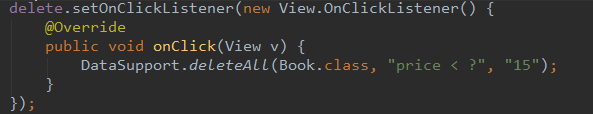 delete.setOnClickListener(new View.OnClickListener() {
    @Override
    public void onClick(View v) {
        DataSupport.deleteAll(Book.class, "price < ?", "15");
    }
});